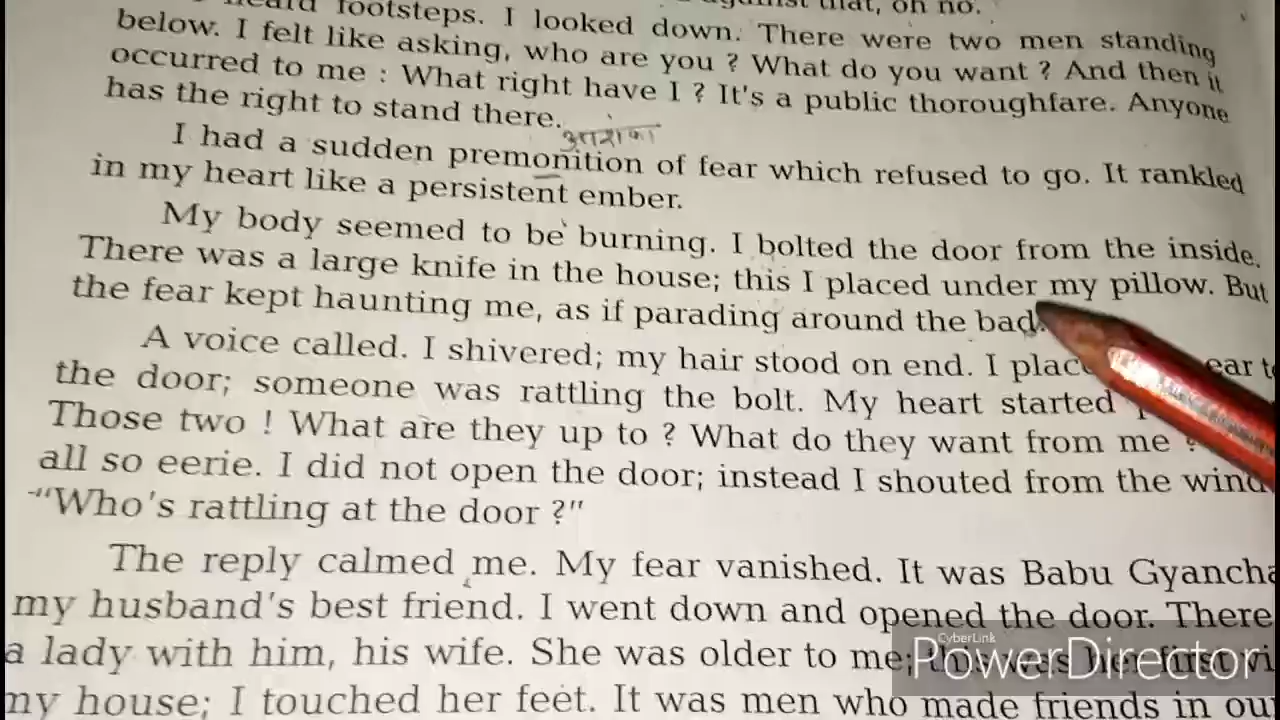 heard footsteps. I looked down. There were two men standing
below. I felt like asking, who are you ? What do you want ? And then it
occurred to me : What right have I ? It's a public thoroughfare. Anyone
has the right to stand there.
I had a sudden premonition of fear which refused to go. It rankled
in my heart like a persistent ember.
My body seemed to be burning. I bolted the door from the inside.
There was a large knife in the house; this I placed under my pillow. But
the fear kept haunting me, as if parading around the bad.
A voice called. I shivered; my hair stood on end. I ear
the door; someone was rattling the bolt. My heart started
Those two ! What are they up to ? What do they want from me ?
all so eerie. I did not open the door; instead I shouted from the
"Who's rattling at the door ?"
The reply calmed me. My fear vanished. It was Babu
my husband's best friend. I went down and opened the door. There
a lady with him, his wife. She was older to me; this was her first
my house; I touched her feet. It was men who made friends in our
CyberLink
PowerDirector